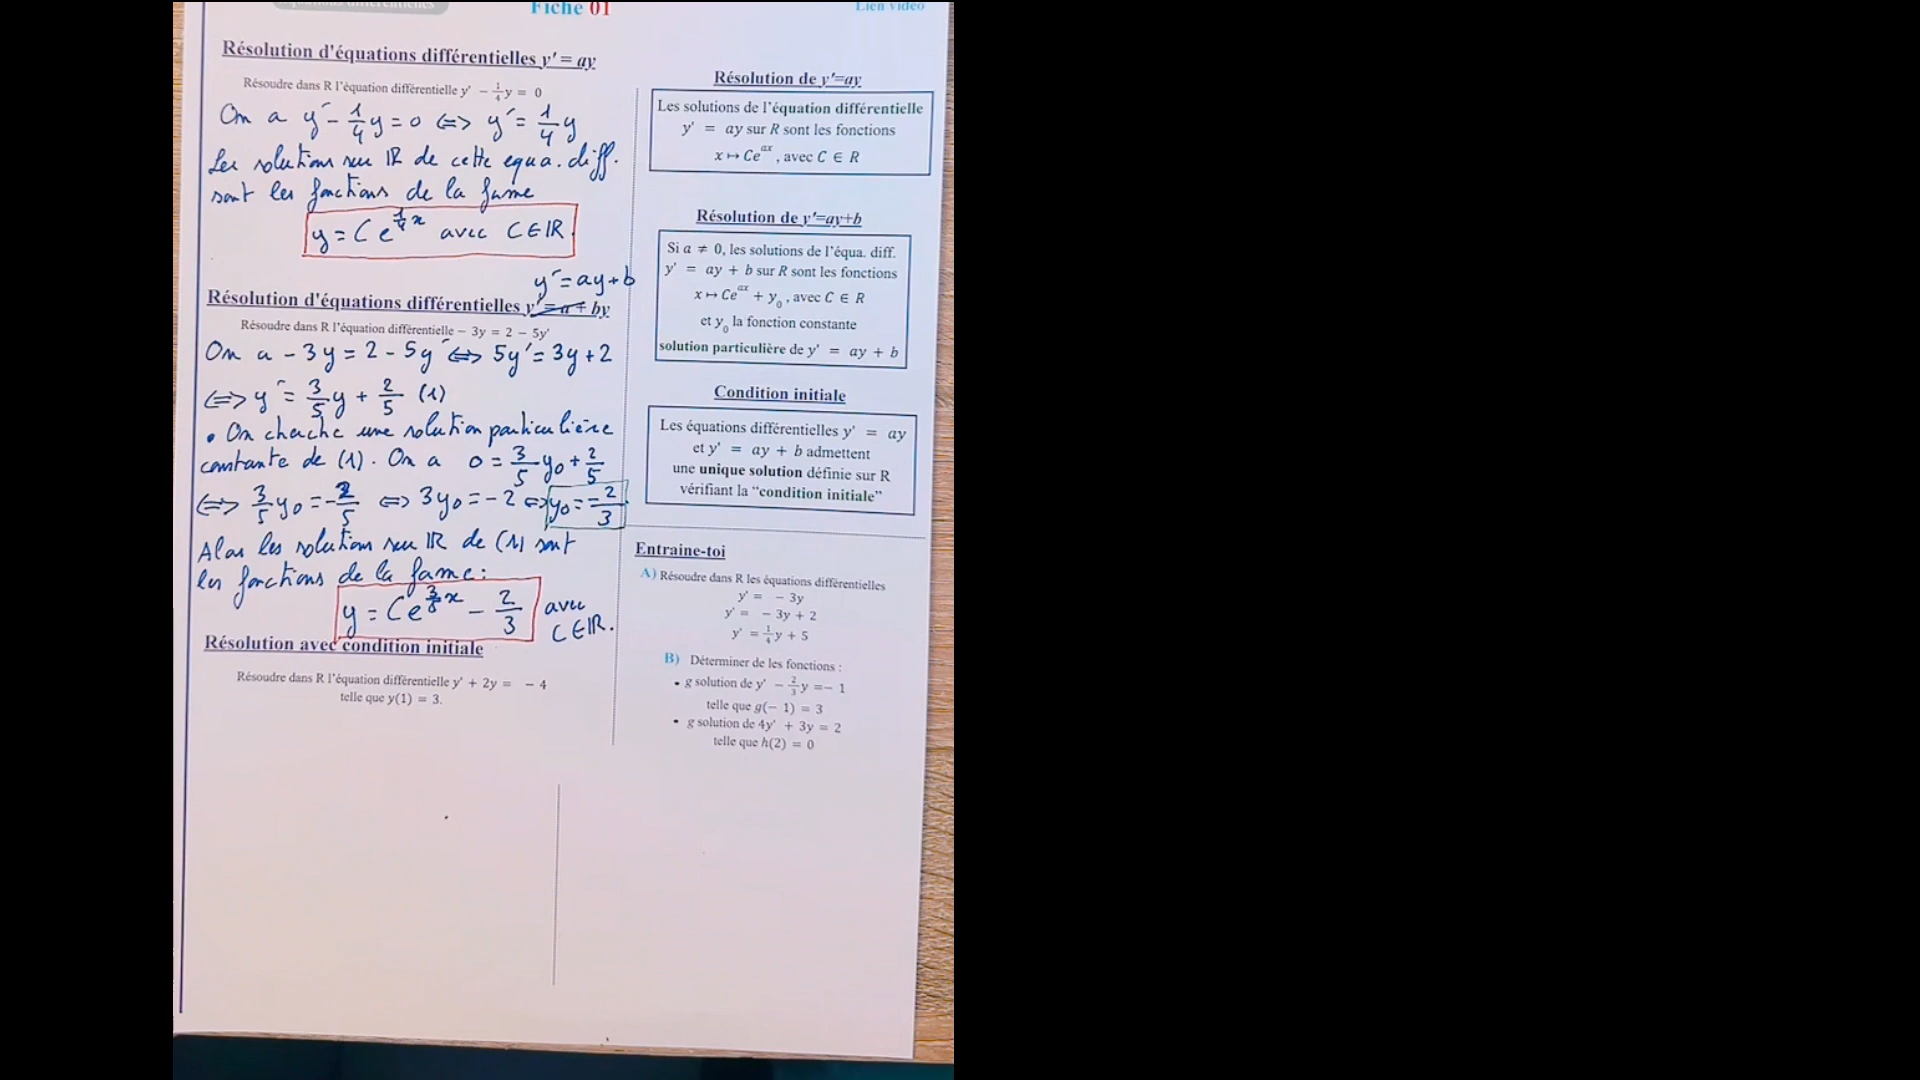 Fiche 01
Lien vidéo
Résolution d'équations différentielles y' = ay
Résoudre dans R l'équation différentielle y' - 1/4 y = 0
On a y' - 1/4 y = 0 ⇔ y' = 1/4 y
Les solutions sur IR de cette equa. diff.
sont les fonctions de la forme
y = C e^{1/4 x} avec C ∈ IR.
y' = ay + b
Résolution d'équations différentielles y' = a + by
Résoudre dans R l'équation différentielle - 3y = 2 - 5y'
On a - 3y = 2 - 5y' ⇔ 5y' = 3y + 2
⇔ y' = 3/5 y + 2/5 (1)
• On cherche une solution particulière
constante de (1). On a 0 = 3/5 y₀ + 2/5
⇔ 3/5 y₀ = - 2/5 ⇔ 3y₀ = - 2 ⇔ y₀ = - 2/3
Alors les solution sur IR de (1) sont
les fonctions de la forme :
y = C e^{3/5 x} - 2/3 avec
C ∈ IR.
Résolution avec condition initiale
Résoudre dans R l'équation différentielle y' + 2y = - 4
telle que y(1) = 3.
Résolution de y'=ay
Les solutions de l'équation différentielle
y' = ay sur R sont les fonctions
x ↦ Ce^{ax}, avec C ∈ R
Résolution de y'=ay+b
Si a ≠ 0, les solutions de l'équa. diff.
y' = ay + b sur R sont les fonctions
x ↦ Ce^{ax} + y₀, avec C ∈ R
et y₀ la fonction constante
solution particulière de y' = ay + b
Condition initiale
Les équations différentielles y' = ay
et y' = ay + b admettent
une unique solution définie sur R
vérifiant la “condition initiale”
Entraine-toi
A) Résoudre dans R les équations différentielles
y' = - 3y
y' = - 3y + 2
y' = 1/4 y + 5
B) Déterminer de les fonctions :
• g solution de y' - 2/3 y = - 1
telle que g(- 1) = 3
• g solution de 4y' + 3y = 2
telle que h(2) = 0